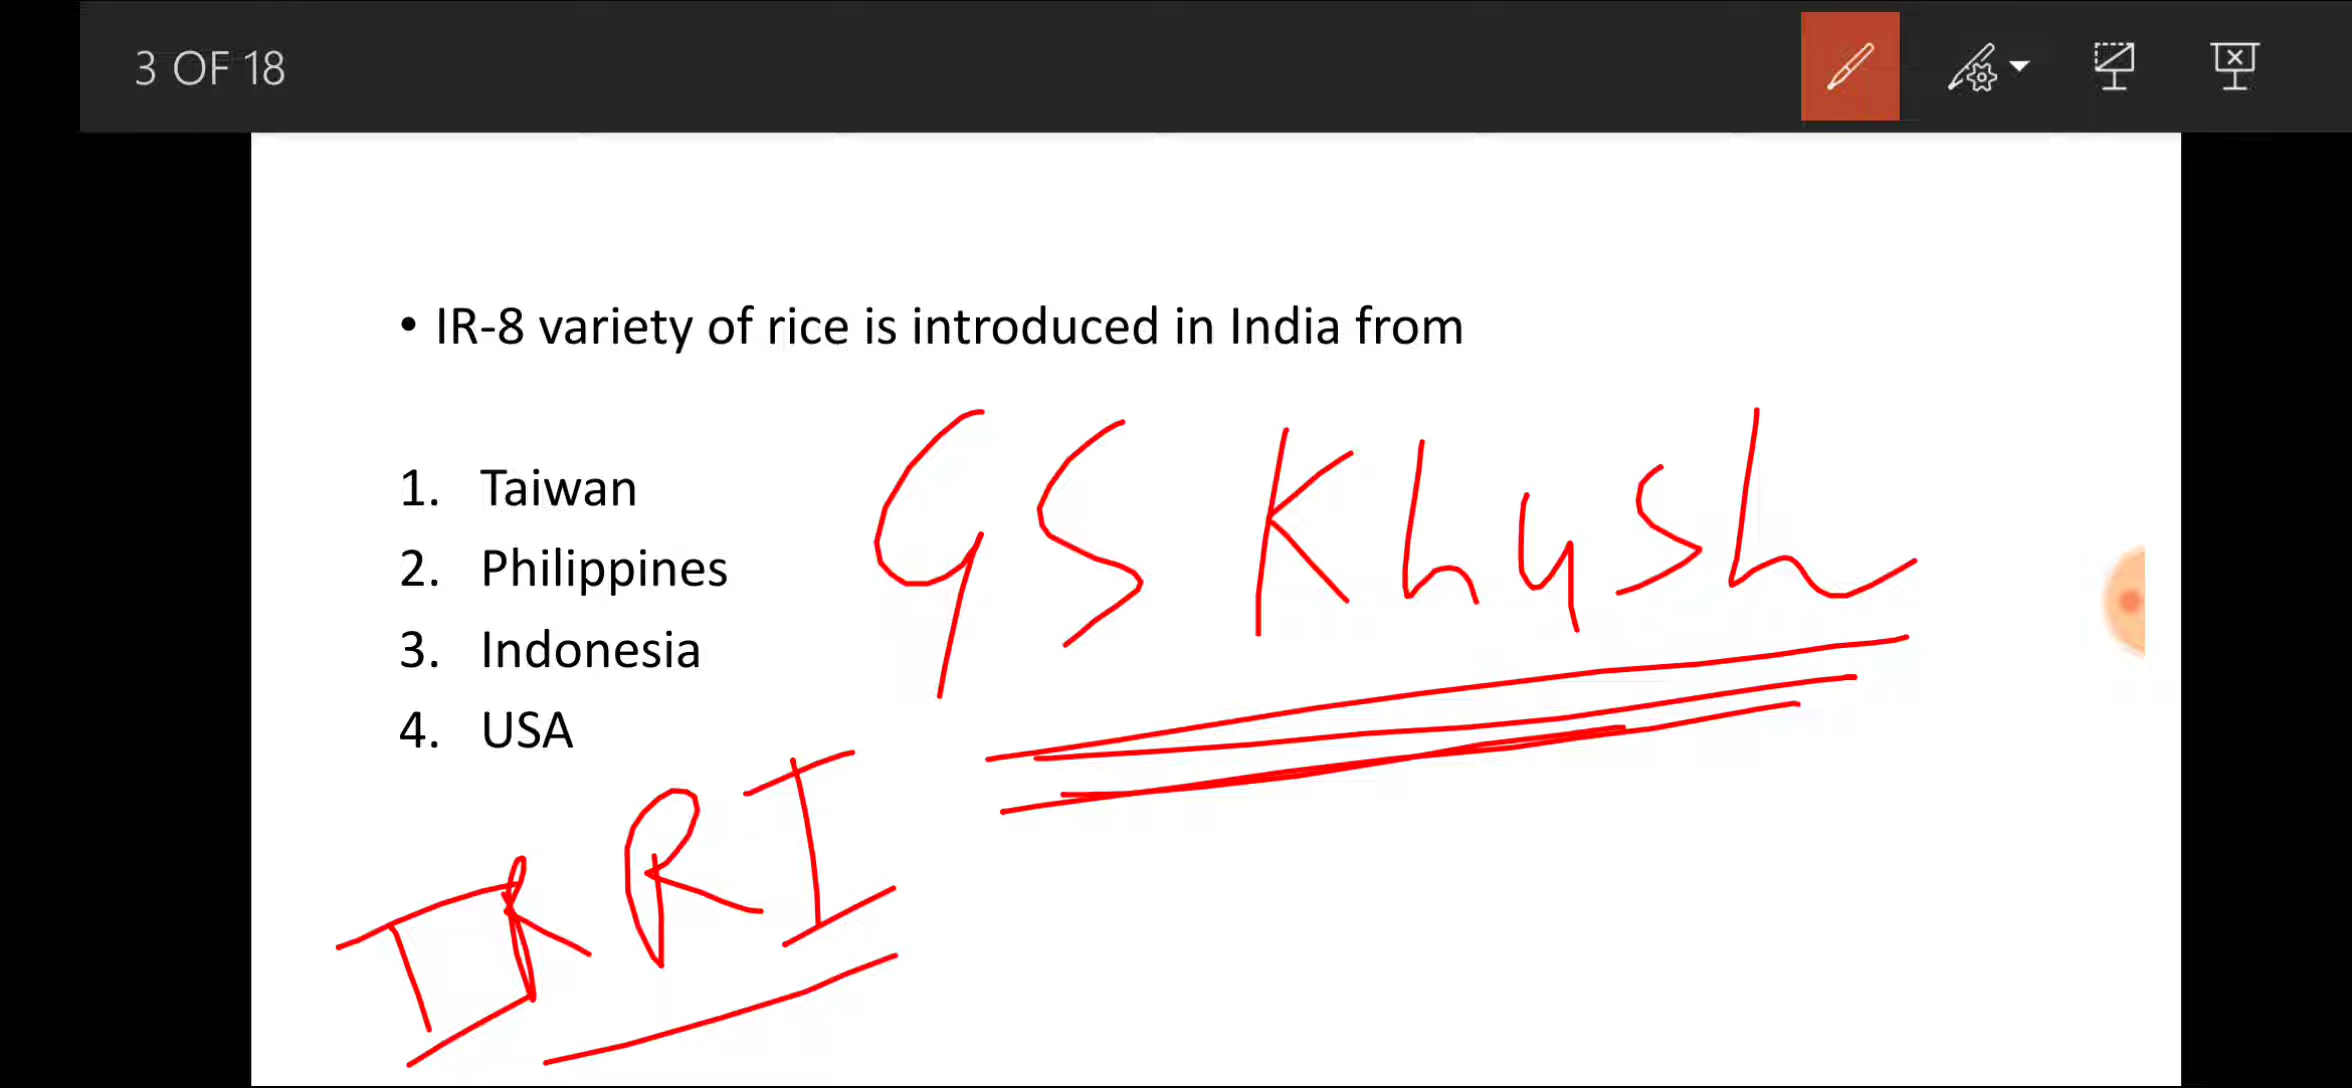 3 OF 18
• IR-8 variety of rice is introduced in India from
GS Khush
1. Taiwan
2. Philippines
3. Indonesia
4. USA
IRRI